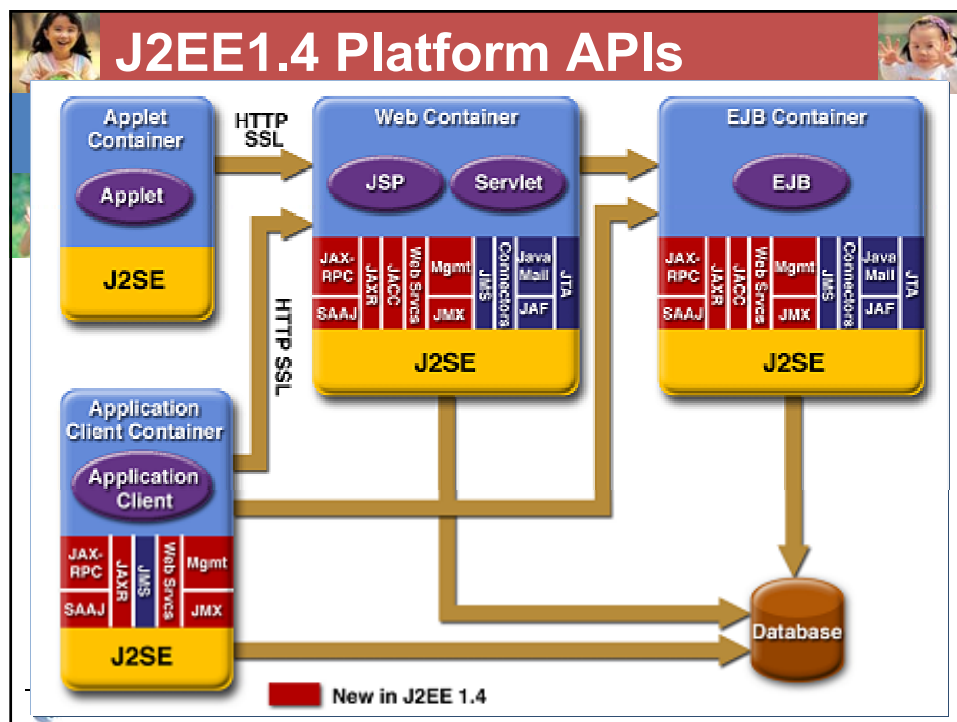 J2EE1.4 Platform APIs
Applet
Container
Applet
J2SE
HTTP
SSL
Web Container
JSP
Servlet
JAX-
RPC
SAAJ
JAXR
JACC
Web Srvcs
Mgmt
JMX
JMS
Connectors
Java
Mail
JAF
JTA
J2SE
EJB Container
EJB
JAX-
RPC
SAAJ
JAXR
JACC
Web Srvcs
Mgmt
JMX
JMS
Connectors
Java
Mail
JAF
JTA
J2SE
HTTP SSL
Application
Client Container
Application
Client
JAX-
RPC
SAAJ
JAXR
JMS
Web Srvcs
Mgmt
JMX
J2SE
Database
New in J2EE 1.4